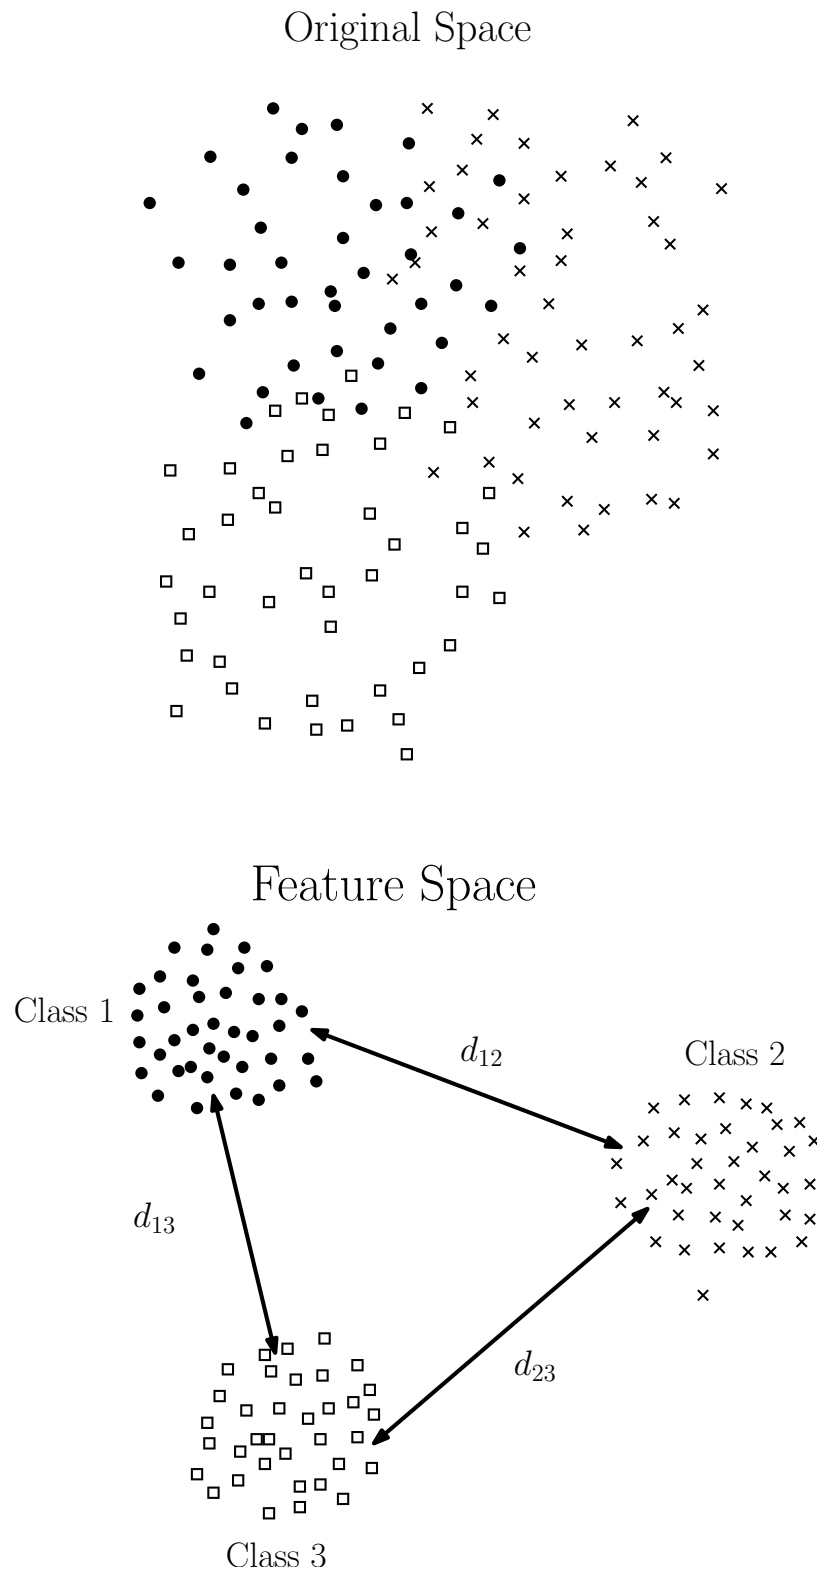 Original Space
Feature Space
Class 1
d12
Class 2
d13
d23
Class 3